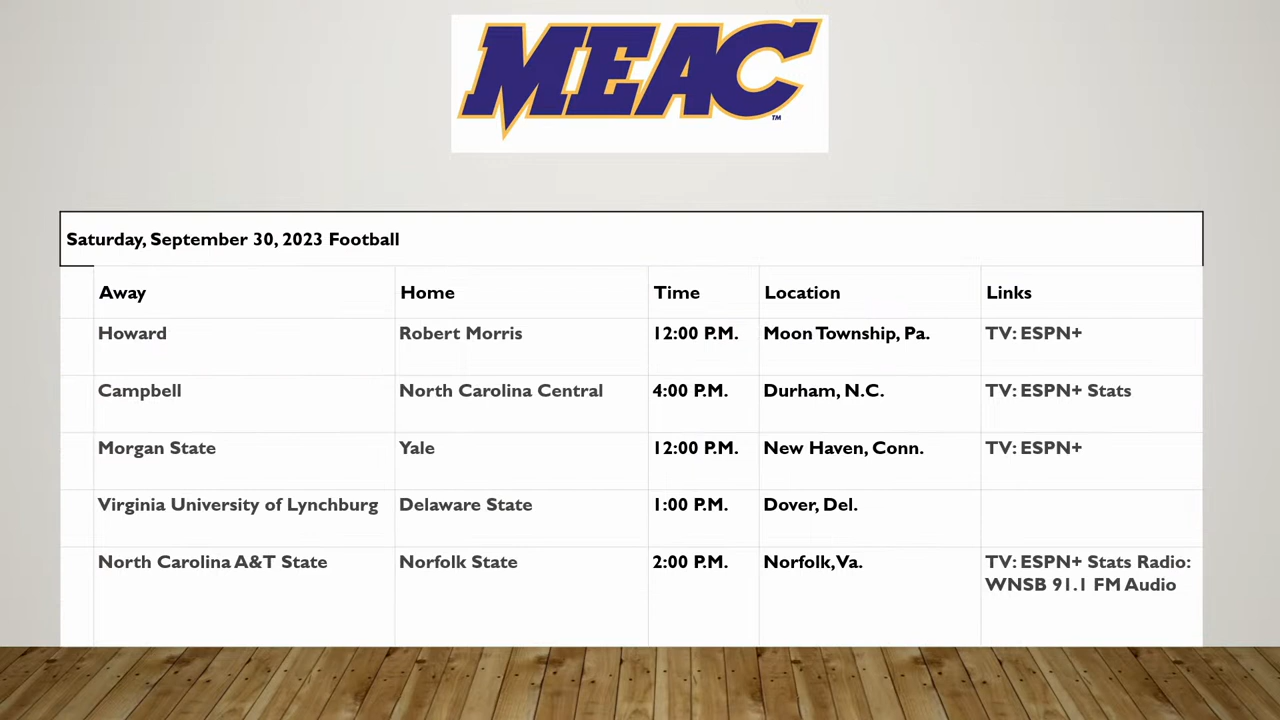 MEAC
TM
Saturday, September 30, 2023 Football
Away Home Time Location Links
Howard Robert Morris 12:00 P.M. Moon Township, Pa. TV: ESPN+
Campbell North Carolina Central 4:00 P.M. Durham, N.C. TV: ESPN+ Stats
Morgan State Yale 12:00 P.M. New Haven, Conn. TV: ESPN+
Virginia University of Lynchburg Delaware State 1:00 P.M. Dover, Del.
North Carolina A&T State Norfolk State 2:00 P.M. Norfolk, Va. TV: ESPN+ Stats Radio:
WNSB 91.1 FM Audio